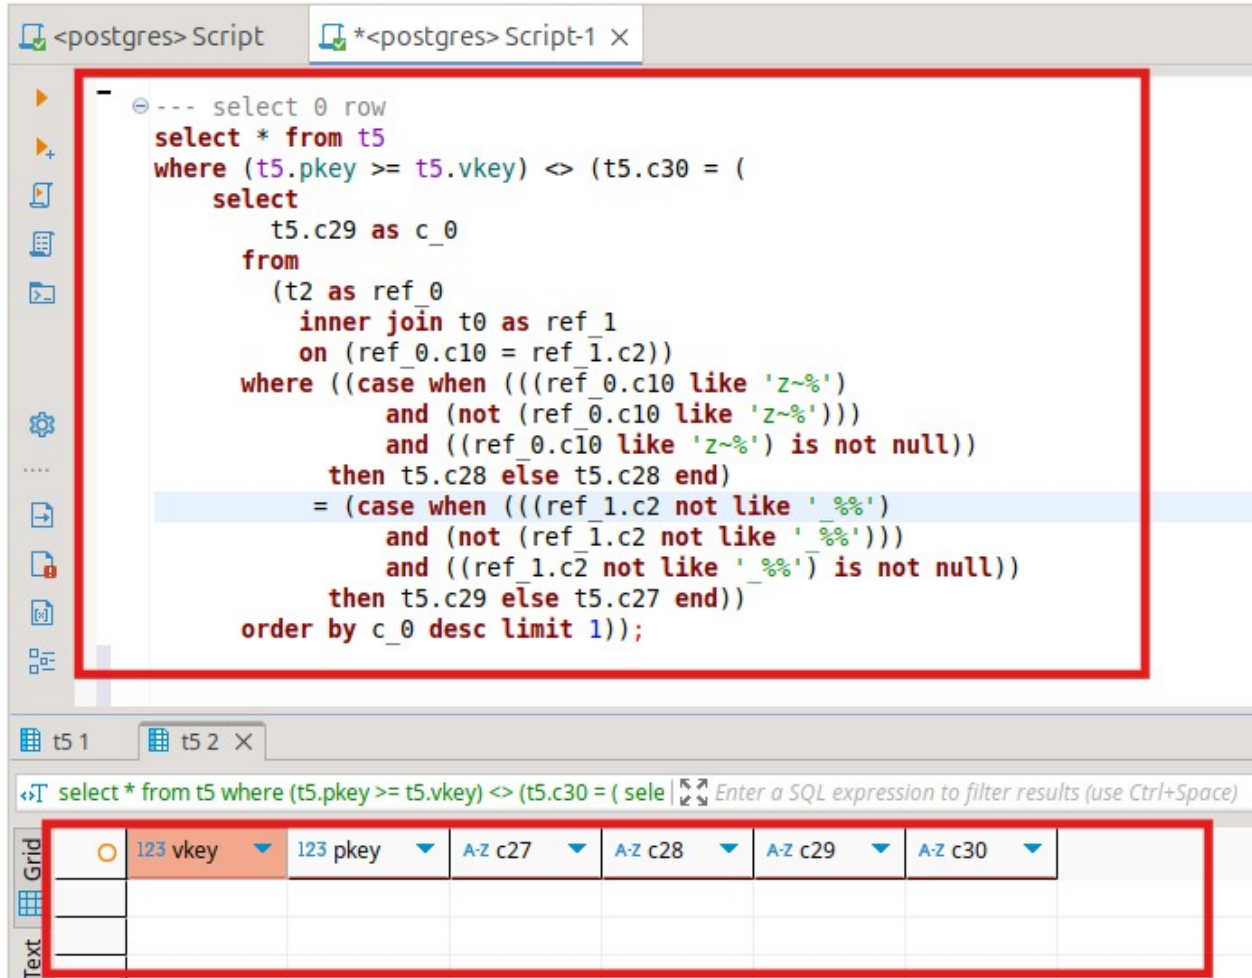 <postgres> Script
*<postgres> Script-1
--- select 0 row
select * from t5
where (t5.pkey >= t5.vkey) <> (t5.c30 = (
select
t5.c29 as c_0
from
(t2 as ref_0
inner join t0 as ref_1
on (ref_0.c10 = ref_1.c2))
where ((case when (((ref_0.c10 like 'z~%')
and (not (ref_0.c10 like 'z~%')))
and ((ref_0.c10 like 'z~%') is not null))
then t5.c28 else t5.c28 end)
= (case when (((ref_1.c2 not like '_%%')
and (not (ref_1.c2 not like '_%%')))
and ((ref_1.c2 not like '_%%') is not null))
then t5.c29 else t5.c27 end))
order by c_0 desc limit 1));
t5 1
t5 2
select * from t5 where (t5.pkey >= t5.vkey) <> (t5.c30 = ( sele
Enter a SQL expression to filter results (use Ctrl+Space)
Grid
123 vkey
123 pkey
A-Z c27
A-Z c28
A-Z c29
A-Z c30
Text